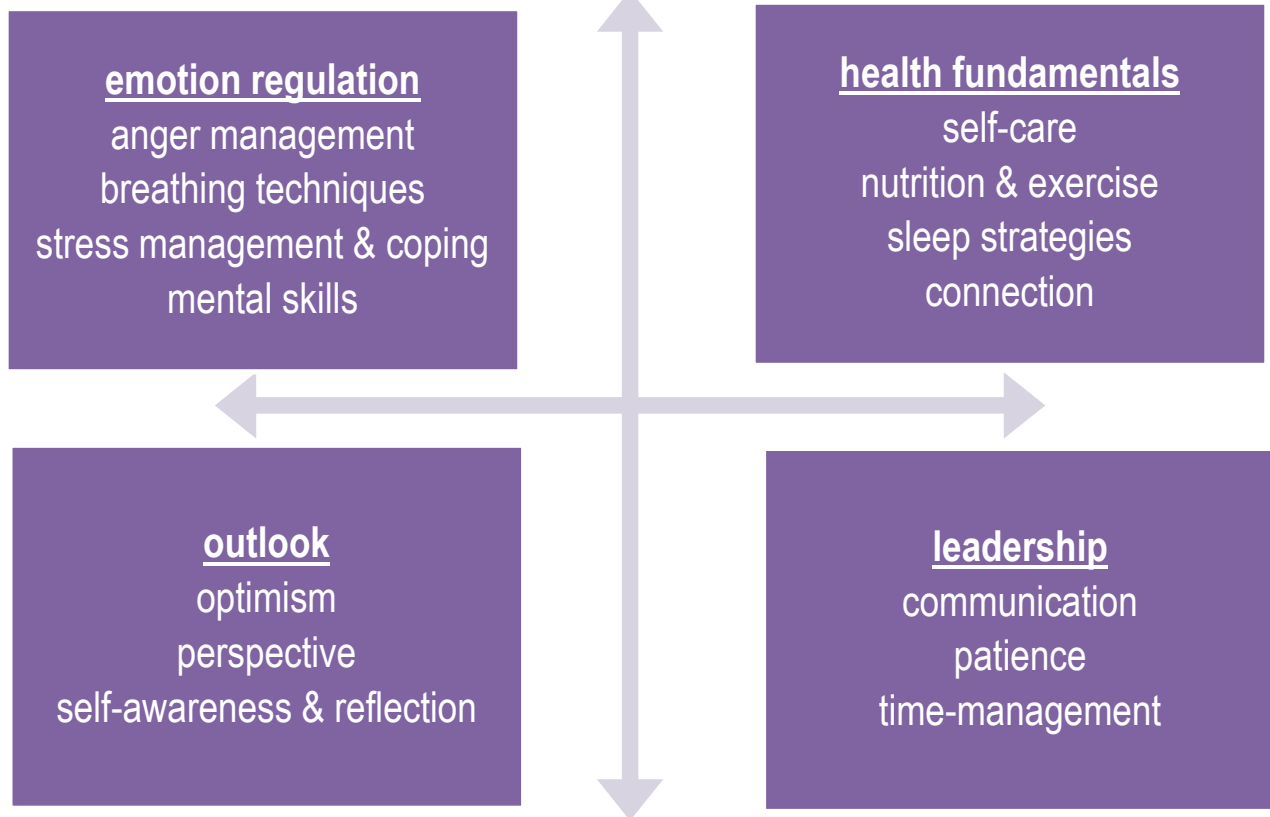 emotion regulation
anger management
breathing techniques
stress management & coping
mental skills
health fundamentals
self-care
nutrition & exercise
sleep strategies
connection
outlook
optimism
perspective
self-awareness & reflection
leadership
communication
patience
time-management